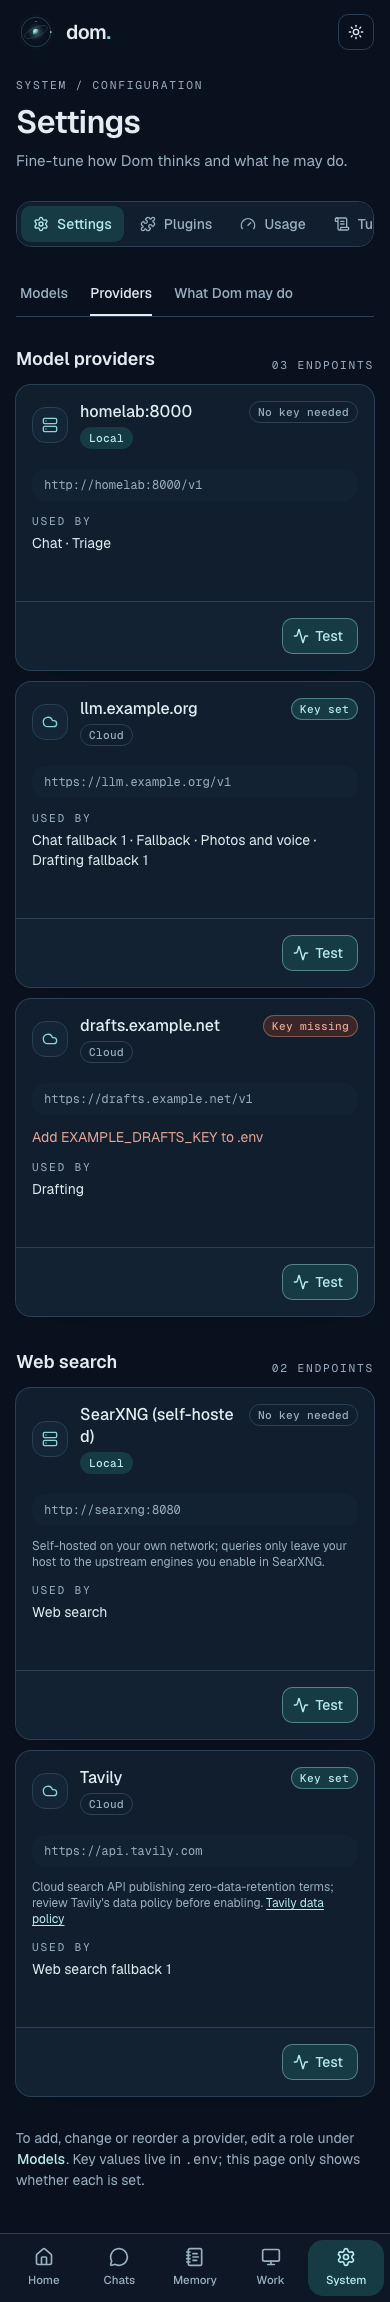 dom.
SYSTEM / CONFIGURATION
Settings
Fine-tune how Dom thinks and what he may do.
Settings Plugins Usage Tu
Models Providers What Dom may do
Model providers 03 ENDPOINTS
homelab:8000 No key needed
Local
http://homelab:8000/v1
USED BY
Chat · Triage
Test
llm.example.org Key set
Cloud
https://llm.example.org/v1
USED BY
Chat fallback 1 · Fallback · Photos and voice ·
Drafting fallback 1
Test
drafts.example.net Key missing
Cloud
https://drafts.example.net/v1
Add EXAMPLE_DRAFTS_KEY to .env
USED BY
Drafting
Test
Web search 02 ENDPOINTS
SearXNG (self-hoste No key needed
d)
Local
http://searxng:8080
Self-hosted on your own network; queries only leave your
host to the upstream engines you enable in SearXNG.
USED BY
Web search
Test
Tavily Key set
Cloud
https://api.tavily.com
Cloud search API publishing zero-data-retention terms;
review Tavily's data policy before enabling. Tavily data
policy
USED BY
Web search fallback 1
Test
To add, change or reorder a provider, edit a role under
Models. Key values live in .env; this page only shows
whether each is set.
Home Chats Memory Work System